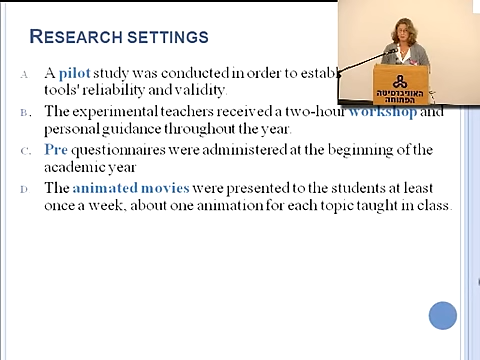 RESEARCH SETTINGS
A A pilot study was conducted in order to establ
tools' reliability and validity.
B. The experimental teachers received a two-hour workshop and
personal guidance throughout the year.
C. Pre questionnaires were administered at the beginning of the
academic year
D The animated movies were presented to the students at least
once a week, about one animation for each topic taught in class.
האוניברסיטה
הפתוחה